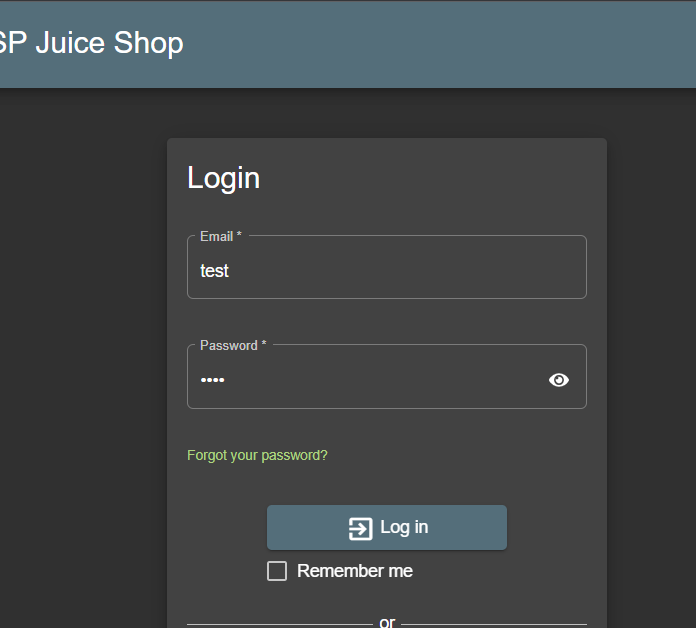 SP Juice Shop
Login
Email *
test
Password *
••••
Forgot your password?
Log in
Remember me
or